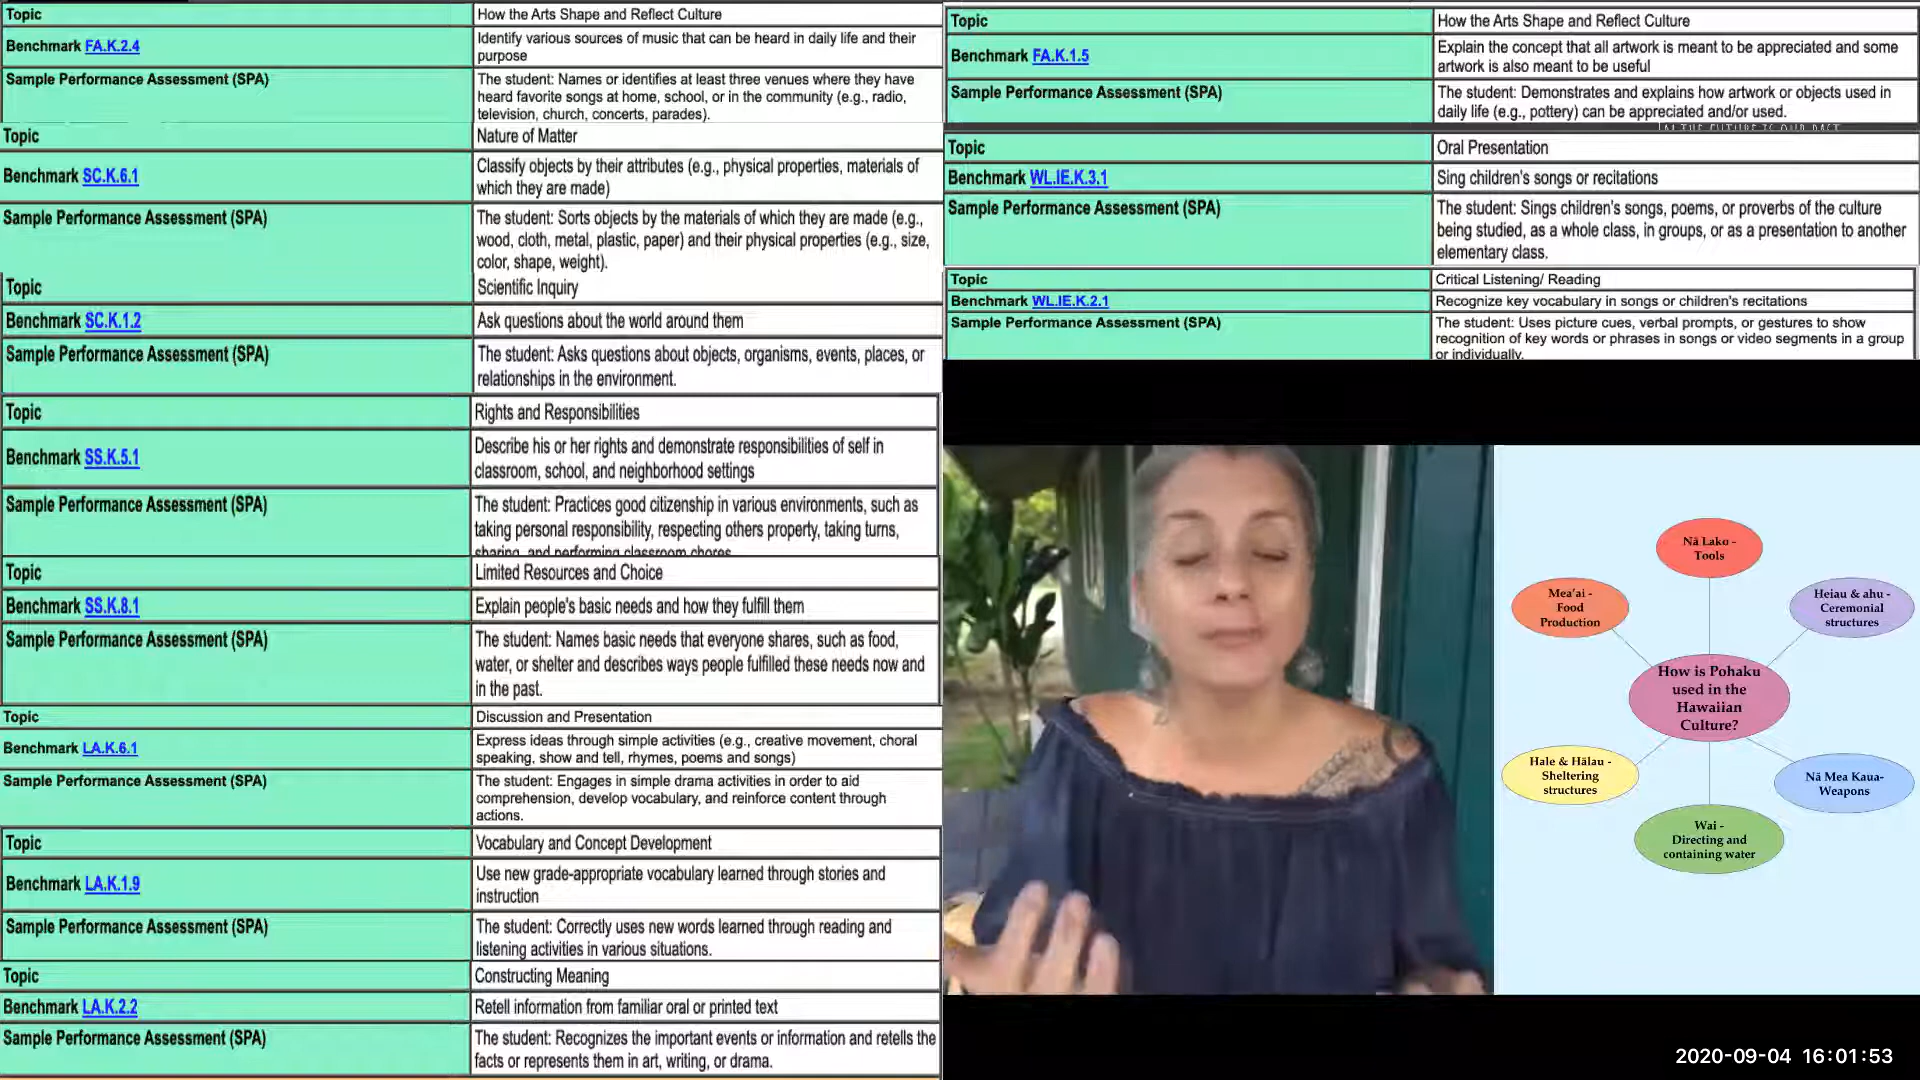 Topic
How the Arts Shape and Reflect Culture
Benchmark FA.K.2.4
Identify various sources of music that can be heard in daily life and their
purpose
Sample Performance Assessment (SPA)
The student: Names or identifies at least three venues where they have
heard favorite songs at home, school, or in the community (e.g., radio,
television, church, concerts, parades).
Topic
Nature of Matter
Benchmark SC.K.6.1
Classify objects by their attributes (e.g., physical properties, materials of
which they are made)
Sample Performance Assessment (SPA)
The student: Sorts objects by the materials of which they are made (e.g.,
wood, cloth, metal, plastic, paper) and their physical properties (e.g., size,
color, shape, weight).
Topic
Scientific Inquiry
Benchmark SC.K.1.2
Ask questions about the world around them
Sample Performance Assessment (SPA)
The student: Asks questions about objects, organisms, events, places, or
relationships in the environment.
Topic
Rights and Responsibilities
Benchmark SS.K.5.1
Describe his or her rights and demonstrate responsibilities of self in
classroom, school, and neighborhood settings
Sample Performance Assessment (SPA)
The student: Practices good citizenship in various environments, such as
taking personal responsibility, respecting others property, taking turns,
sharing, and performing classroom chores
Topic
Limited Resources and Choice
Benchmark SS.K.8.1
Explain people's basic needs and how they fulfill them
Sample Performance Assessment (SPA)
The student: Names basic needs that everyone shares, such as food,
water, or shelter and describes ways people fulfilled these needs now and
in the past.
Topic
Discussion and Presentation
Benchmark LA.K.6.1
Express ideas through simple activities (e.g., creative movement, choral
speaking, show and tell, rhymes, poems and songs)
Sample Performance Assessment (SPA)
The student: Engages in simple drama activities in order to aid
comprehension, develop vocabulary, and reinforce content through
actions.
Topic
Vocabulary and Concept Development
Benchmark LA.K.1.9
Use new grade-appropriate vocabulary learned through stories and
instruction
Sample Performance Assessment (SPA)
The student: Correctly uses new words learned through reading and
listening activities in various situations.
Topic
Constructing Meaning
Benchmark LA.K.2.2
Retell information from familiar oral or printed text
Sample Performance Assessment (SPA)
The student: Recognizes the important events or information and retells the
facts or represents them in art, writing, or drama.
Topic
How the Arts Shape and Reflect Culture
Benchmark FA.K.1.5
Explain the concept that all artwork is meant to be appreciated and some
artwork is also meant to be useful
Sample Performance Assessment (SPA)
The student: Demonstrates and explains how artwork or objects used in
daily life (e.g., pottery) can be appreciated and/or used.
Topic
Oral Presentation
Benchmark WL.IE.K.3.1
Sing children's songs or recitations
Sample Performance Assessment (SPA)
The student: Sings children's songs, poems, or proverbs of the culture
being studied, as a whole class, in groups, or as a presentation to another
elementary class.
Topic
Critical Listening/ Reading
Benchmark WL.IE.K.2.1
Recognize key vocabulary in songs or children's recitations
Sample Performance Assessment (SPA)
The student: Uses picture cues, verbal prompts, or gestures to show
recognition of key words or phrases in songs or video segments in a group
or individually.
Nā Lako -
Tools
Mea'ai -
Food
Production
Heiau & ahu -
Ceremonial
structures
How is Pohaku
used in the
Hawaiian
Culture?
Hale & Hālau -
Sheltering
structures
Nā Mea Kaua-
Weapons
Wai -
Directing and
containing water
2020-09-04 16:01:53